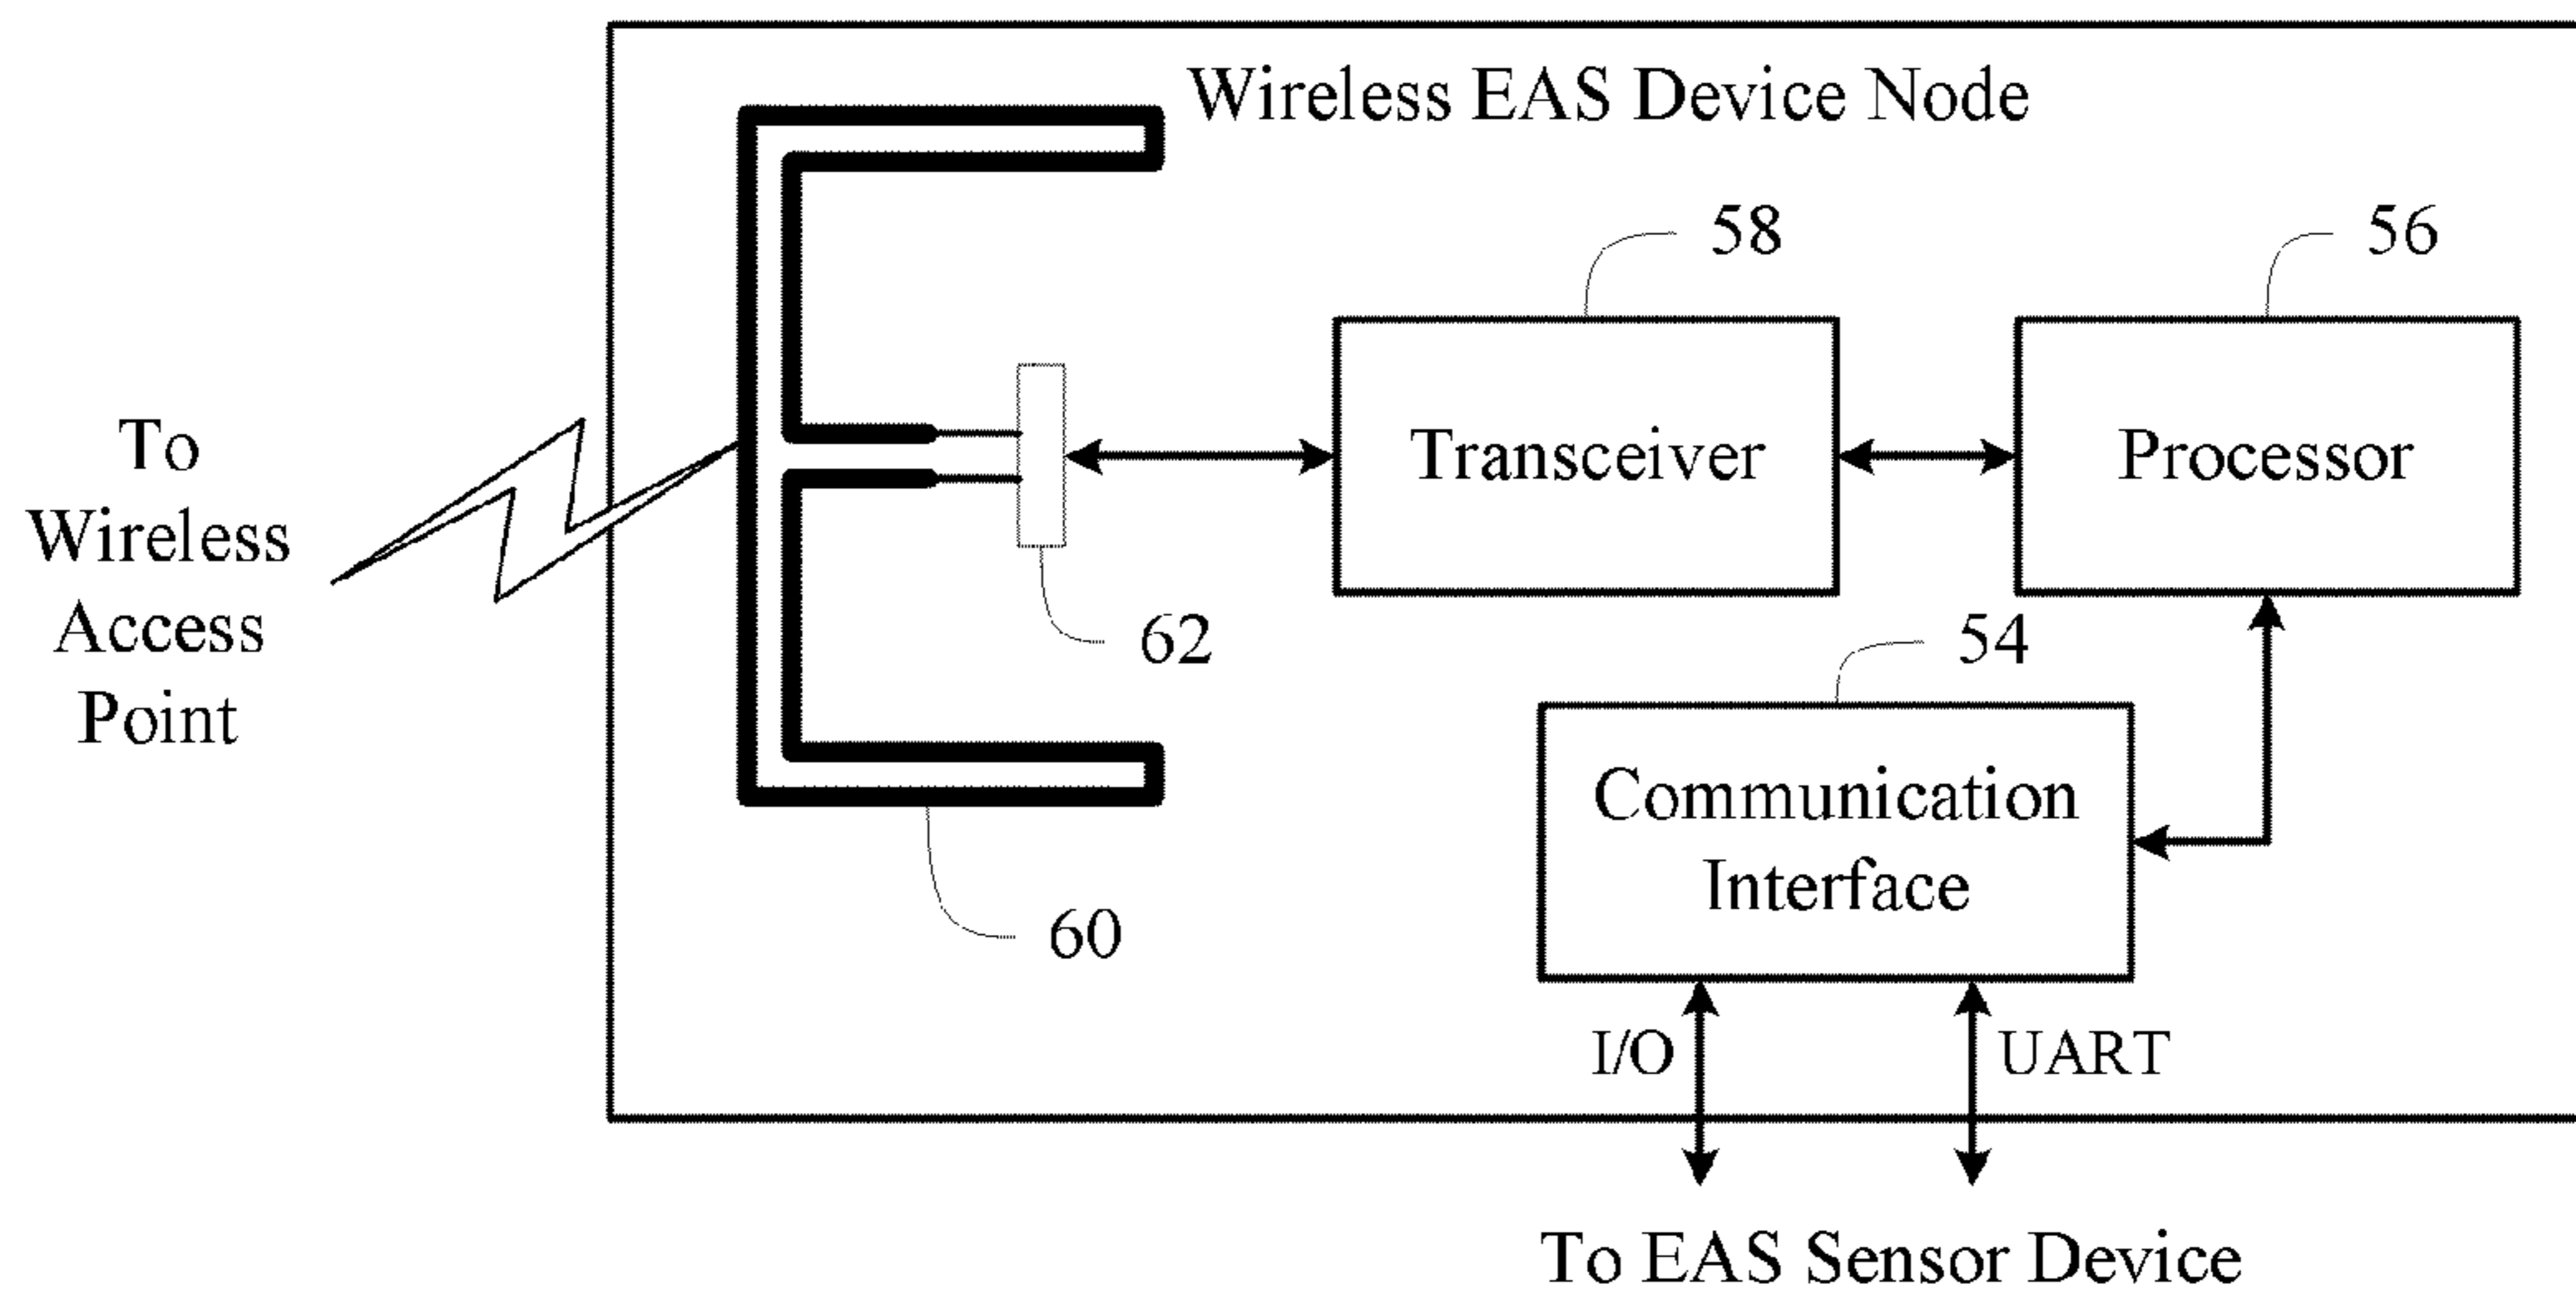 Wireless EAS Device Node
58
56
To
Wireless
Access
Point
Transceiver
Processor
62
54
Communication
Interface
60
I/O
UART
To EAS Sensor Device